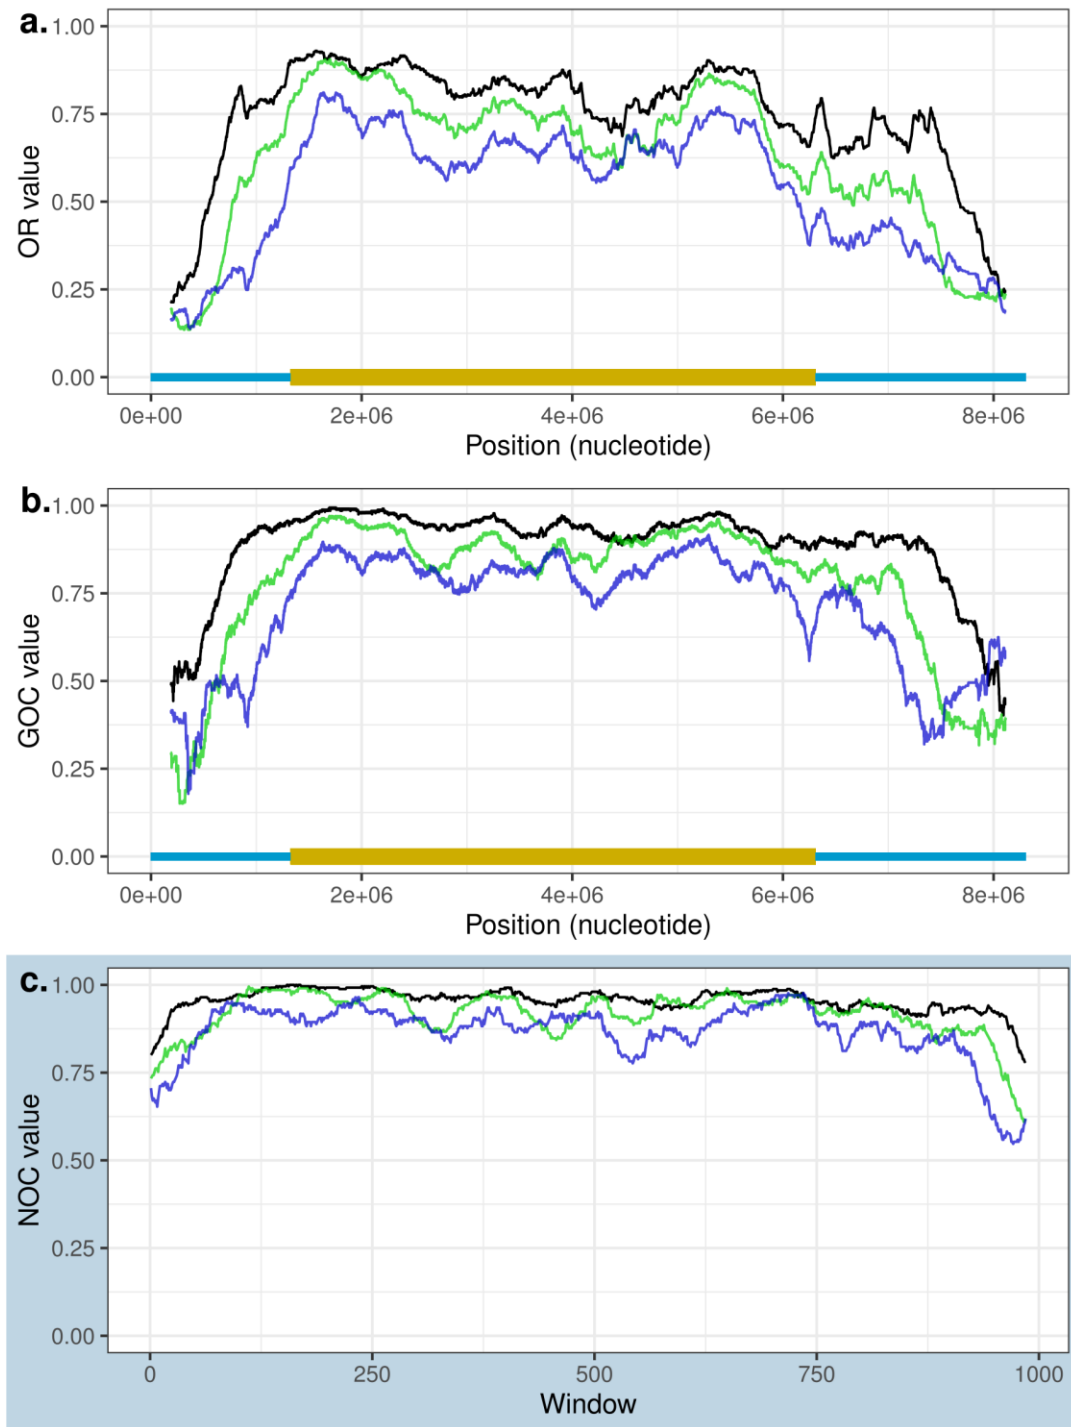 a.
1.00
0.75
0.50
0.25
0.00
OR value
0e+00 2e+06 4e+06 6e+06 8e+06
Position (nucleotide)
b.
1.00
0.75
0.50
0.25
0.00
GOC value
0e+00 2e+06 4e+06 6e+06 8e+06
Position (nucleotide)
c.
1.00
0.75
0.50
0.25
0.00
NOC value
0 250 500 750 1000
Window